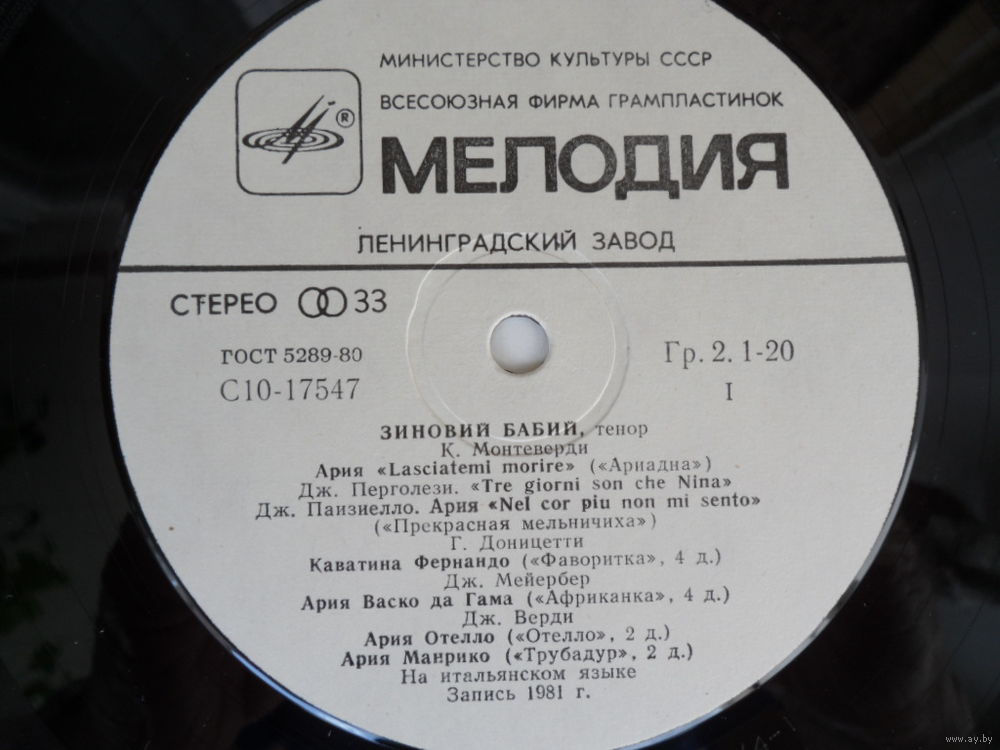 МИНИСТЕРСТВО КУЛЬТУРЫ СССР
ВСЕСОЮЗНАЯ ФИРМА ГРАМПЛАСТИНОК
®
МЕЛОДИЯ
ЛЕНИНГРАДСКИЙ ЗАВОД
СТЕРЕО 33
ГОСТ 5289-80
Гр. 2. 1-20
С10-17547
I
ЗИНОВИЙ БАБИЙ, тенор
К. Монтеверди
Ария «Lasciatemi morire» («Ариадна»)
Дж. Перголези. «Tre giorni son che Nina»
Дж. Паизиелло. Ария «Nel cor piu non mi sento»
(«Прекрасная мельничиха»)
Г. Доницетти
Каватина Фернандо («Фаворитка», 4 д.)
Дж. Мейербер
Ария Васко да Гама («Африканка», 4 д.)
Дж. Верди
Ария Отелло («Отелло», 2 д.)
Ария Манрико («Трубадур», 2 д.)
На итальянском языке
Запись 1981 г.
www.ay.by